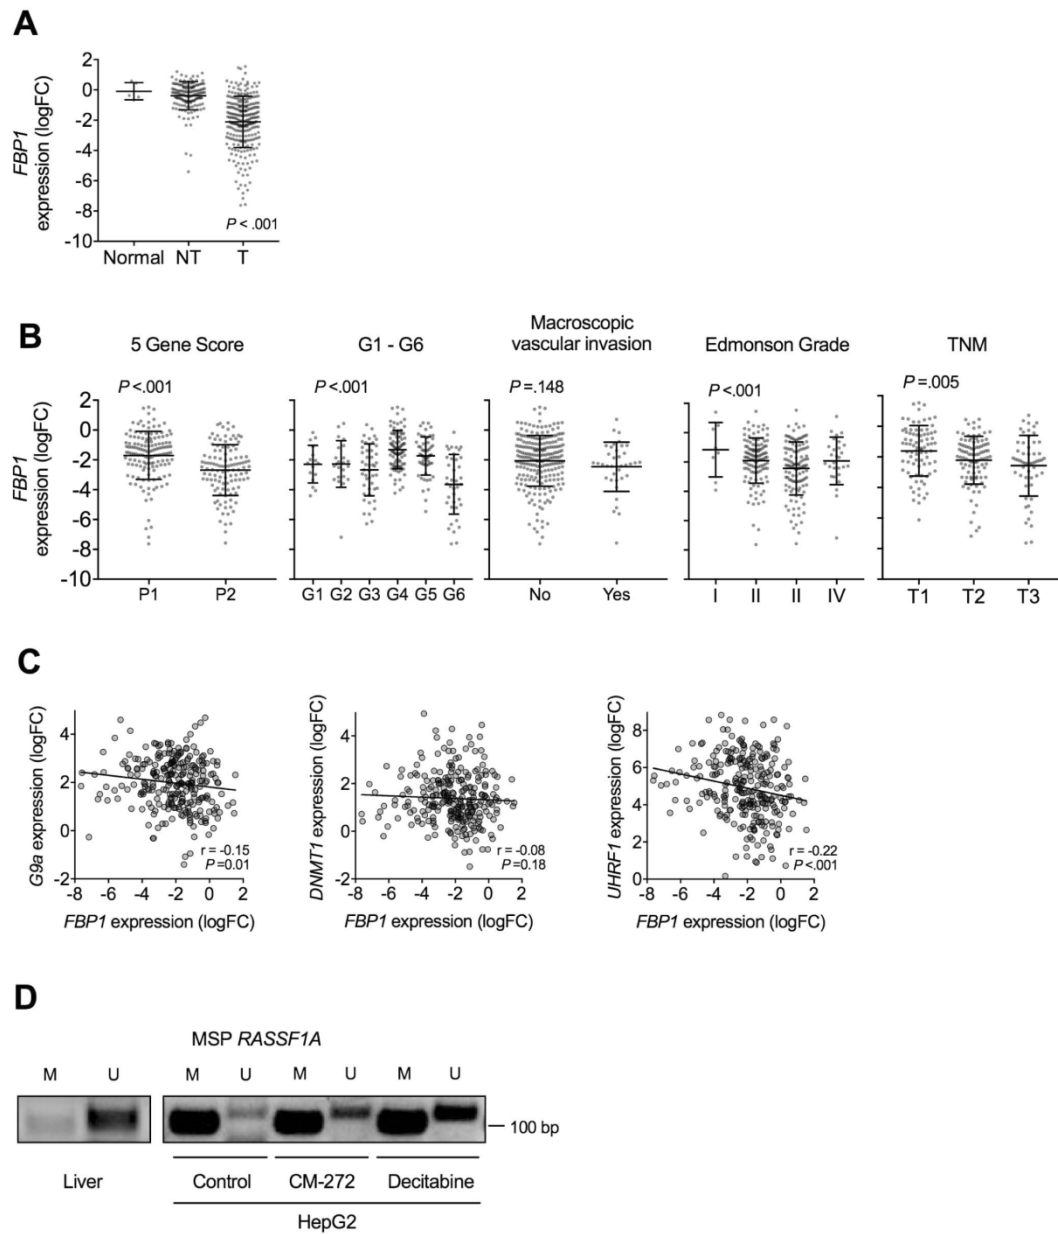 A
2
0
-2
-4
-6
-8
-10
FBP1
expression (logFC)
P < .001
Normal NT T
B
5 Gene Score
G1 - G6
Macroscopic
vascular invasion
Edmonson Grade
TNM
P <.001
P <.001
P =.148
P <.001
P =.005
2
0
-2
-4
-6
-8
-10
FBP1
expression (logFC)
P1 P2
G1 G2 G3 G4 G5 G6
No Yes
I II II IV
T1 T2 T3
C
G9a expression (logFC)
4
2
0
-2
r = -0.15
P=0.01
-8 -6 -4 -2 0 2
FBP1 expression (logFC)
DNMT1 expression (logFC)
4
2
0
-2
r = -0.08
P=0.18
-8 -6 -4 -2 0 2
FBP1 expression (logFC)
UHRF1 expression (logFC)
8
6
4
2
0
r = -0.22
P<.001
-8 -6 -4 -2 0 2
FBP1 expression (logFC)
D
MSP RASSF1A
M U M U M U M U
100 bp
Liver Control CM-272 Decitabine
HepG2